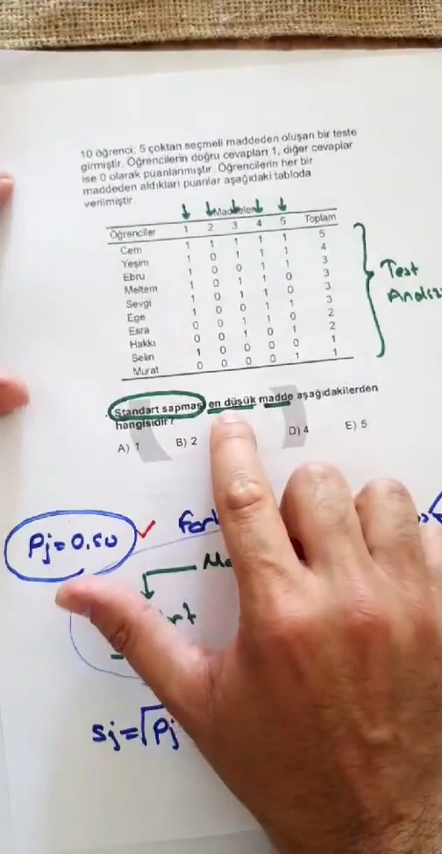 10 öğrenci; 5 çoktan seçmeli maddeden oluşan bir teste
girmiştir. Öğrencilerin doğru cevapları 1, diğer cevaplar
ise 0 olarak puanlanmıştır. Öğrencilerin her bir
maddeden aldıkları puanlar aşağıdaki tabloda
verilmiştir.
Maddeler
Öğrenciler 1 2 3 4 5 Toplam
Cem 1 1 1 1 1 5
Yeşim 1 0 1 1 1 4
Ebru 1 0 0 1 1 3
Meltem 1 0 1 1 0 3
Sevgi 1 0 1 1 0 3
Ege 1 0 0 1 1 3
Esra 0 0 1 1 0 2
Hakkı 0 0 1 0 1 2
Selin 1 0 0 0 0 1
Murat 0 0 0 0 1 1
Test
Standart sapması en düşük madde aşağıdakilerden
hangisidir?
A) 1 B) 2 D) 4 E) 5
Pj=0.50
Sj=√Pj